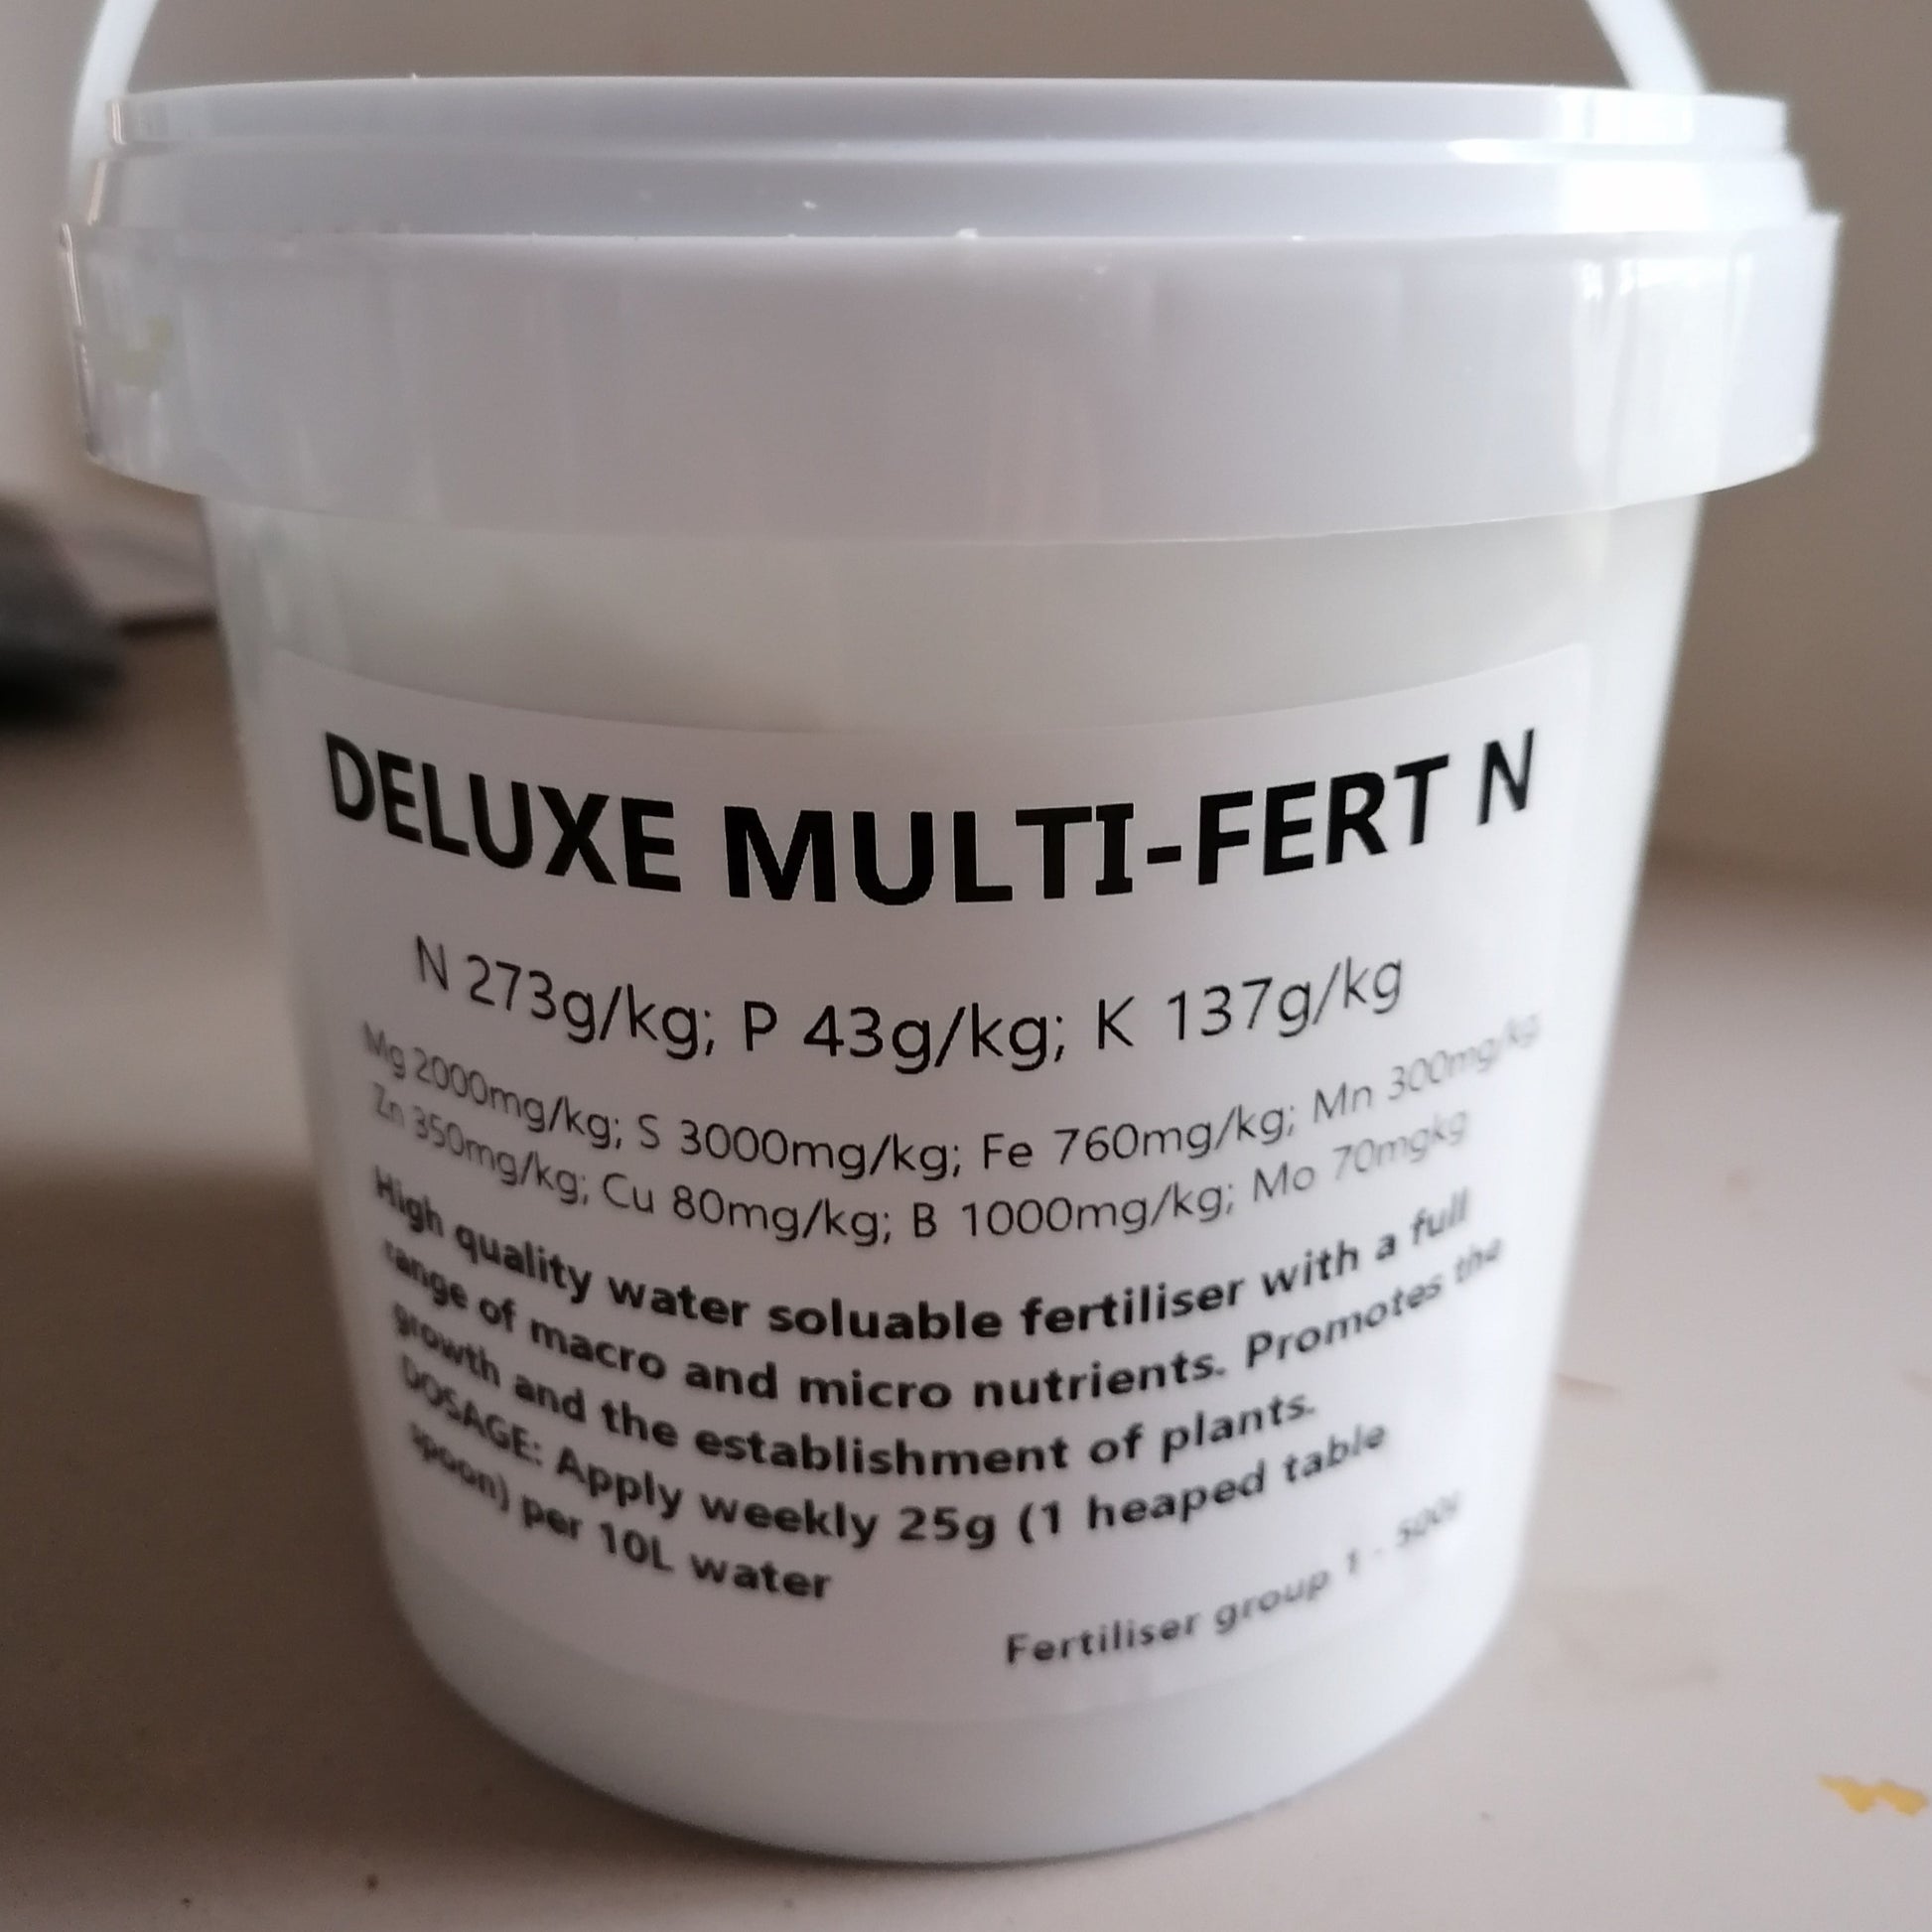 DELUXE MULTI-FERT N
N 273g/kg; P 43g/kg; K 137g/kg
Mg 2000mg/kg; S 3000mg/kg; Fe 760mg/kg; Mn 300mg/kg;
Zn 350mg/kg; Cu 80mg/kg; B 1000mg/kg; Mo 70mgkg
High quality water soluable fertiliser with a full
range of macro and micro nutrients. Promotes the
growth and the establishment of plants.
DOSAGE: Apply weekly 25g (1 heaped table
spoon) per 10L water
Fertiliser group 1 - 500g